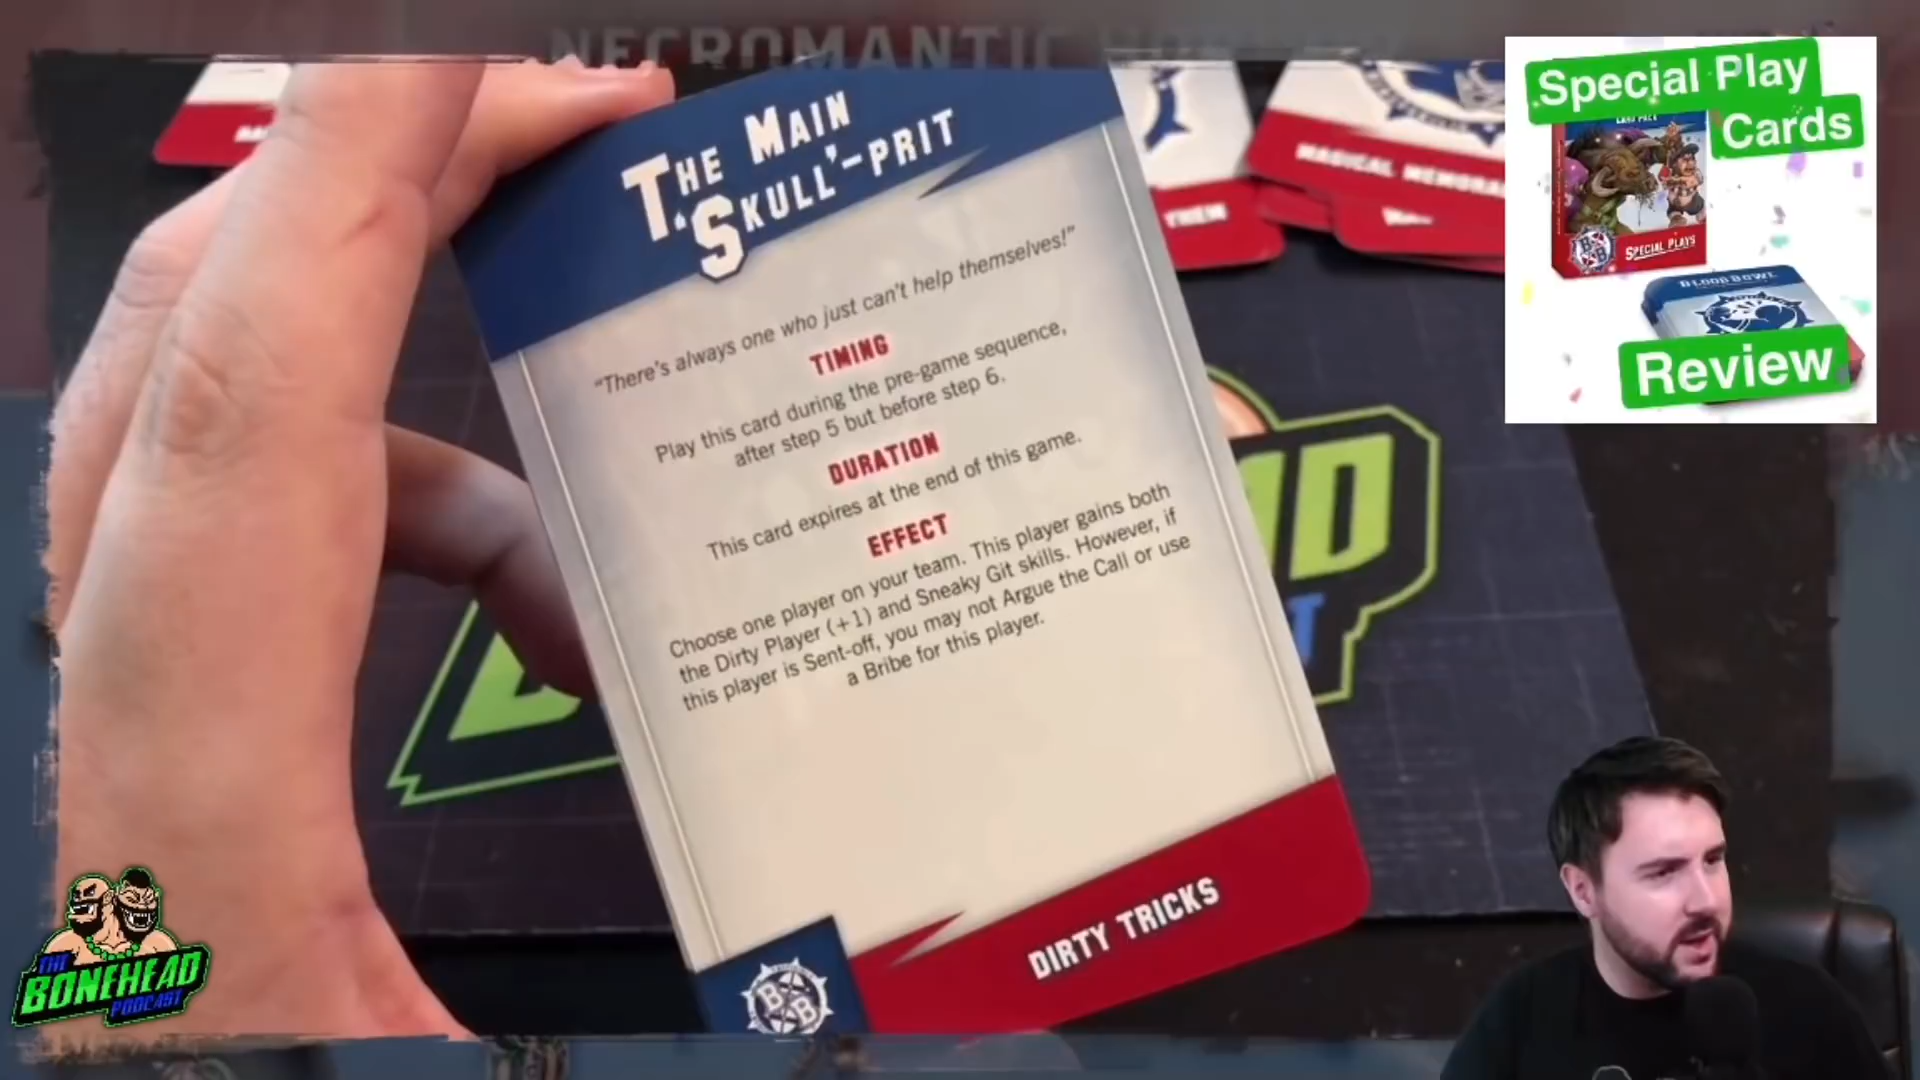 NECROMANTIC
Special Play
Cards
SPECIAL PLAYS
BLOOD BOWL
Review
THE MAIN
SKULL'-PRIT
"There's always one who just can't help themselves!"
TIMING
Play this card during the pre-game sequence,
after step 5 but before step 6.
DURATION
This card expires at the end of this game.
EFFECT
Choose one player on your team. This player gains both
the Dirty Player (+1) and Sneaky Git skills. However, if
this player is Sent-off, you may not Argue the Call or use
a Bribe for this player.
DIRTY TRICKS
B B
MAGICAL
THE
BONEHEAD
PODCAST